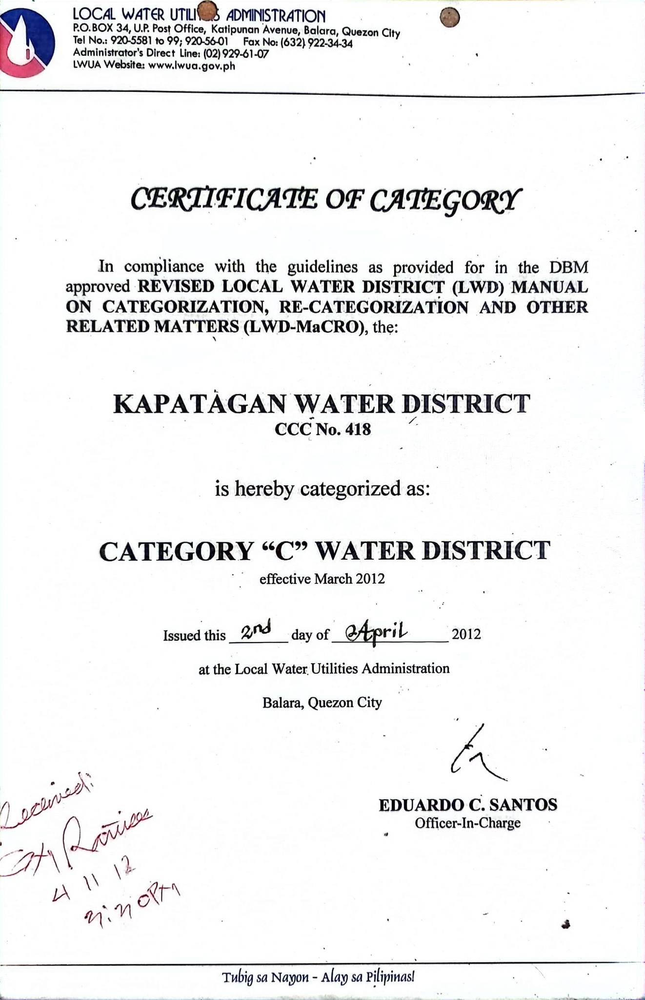 LOCAL WATER UTILITIES ADMINISTRATION
P.O. BOX 34, U.P. Post Office, Katipunan Avenue, Balara, Quezon City
Tel No.: 920-5581 to 99; 920-56-01 Fax No: (632) 922-34-34
Administrator's Direct Line: (02) 929-61-07
LWUA Website: www.lwua.gov.ph
CERTIFICATE OF CATEGORY
In compliance with the guidelines as provided for in the DBM
approved REVISED LOCAL WATER DISTRICT (LWD) MANUAL
ON CATEGORIZATION, RE-CATEGORIZATION AND OTHER
RELATED MATTERS (LWD-MaCRO), the:
KAPATAGAN WATER DISTRICT
CCC No. 418
is hereby categorized as:
CATEGORY “C” WATER DISTRICT
effective March 2012
Issued this 2nd day of April 2012
at the Local Water Utilities Administration
Balara, Quezon City
EDUARDO C. SANTOS
Officer-In-Charge
Received:
4 11 12
Tubig sa Nayon - Alay sa Pilipinas!